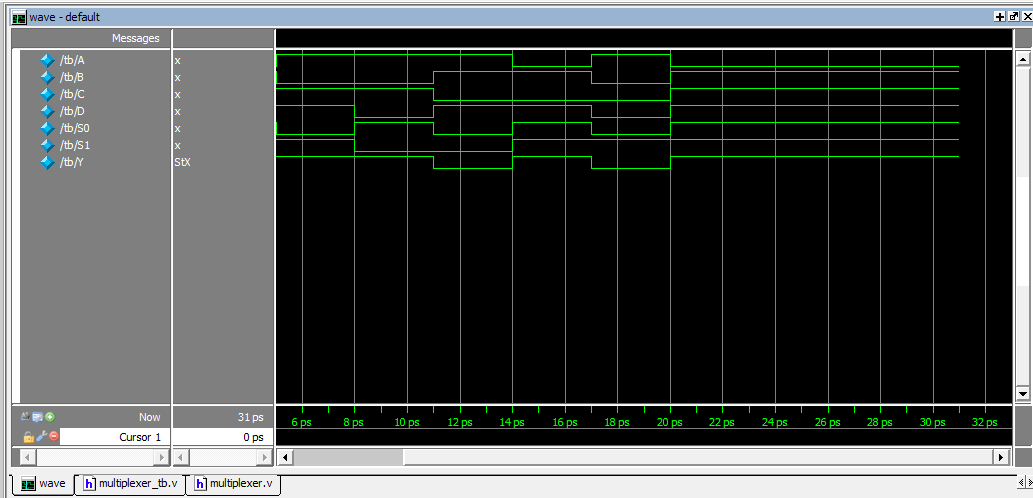 wave - default
Messages
/tb/A x
/tb/B x
/tb/C x
/tb/D x
/tb/S0 x
/tb/S1 x
/tb/Y StX
Now 31 ps
Cursor 1 0 ps
6 ps 8 ps 10 ps 12 ps 14 ps 16 ps 18 ps 20 ps 22 ps 24 ps 26 ps 28 ps 30 ps 32 ps
wave multiplexer_tb.v multiplexer.v